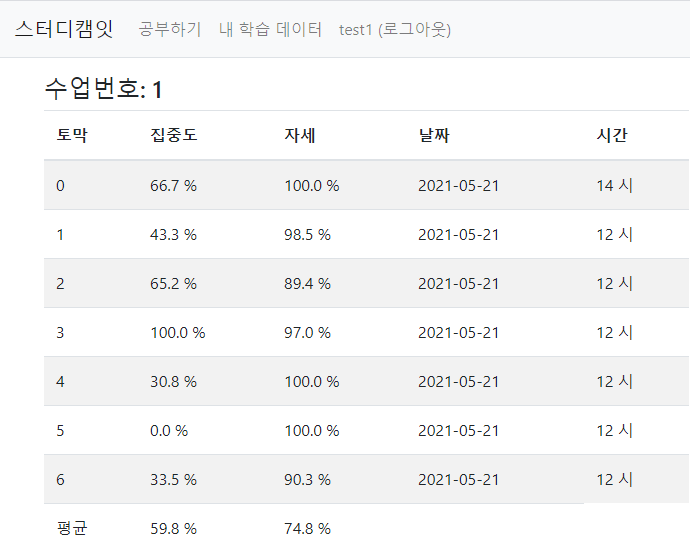 스터디캠잇 공부하기 내 학습 데이터 test1 (로그아웃)
수업번호: 1
토막 집중도 자세 날짜 시간
0 66.7 % 100.0 % 2021-05-21 14 시
1 43.3 % 98.5 % 2021-05-21 12 시
2 65.2 % 89.4 % 2021-05-21 12 시
3 100.0 % 97.0 % 2021-05-21 12 시
4 30.8 % 100.0 % 2021-05-21 12 시
5 0.0 % 100.0 % 2021-05-21 12 시
6 33.5 % 90.3 % 2021-05-21 12 시
평균 59.8 % 74.8 %